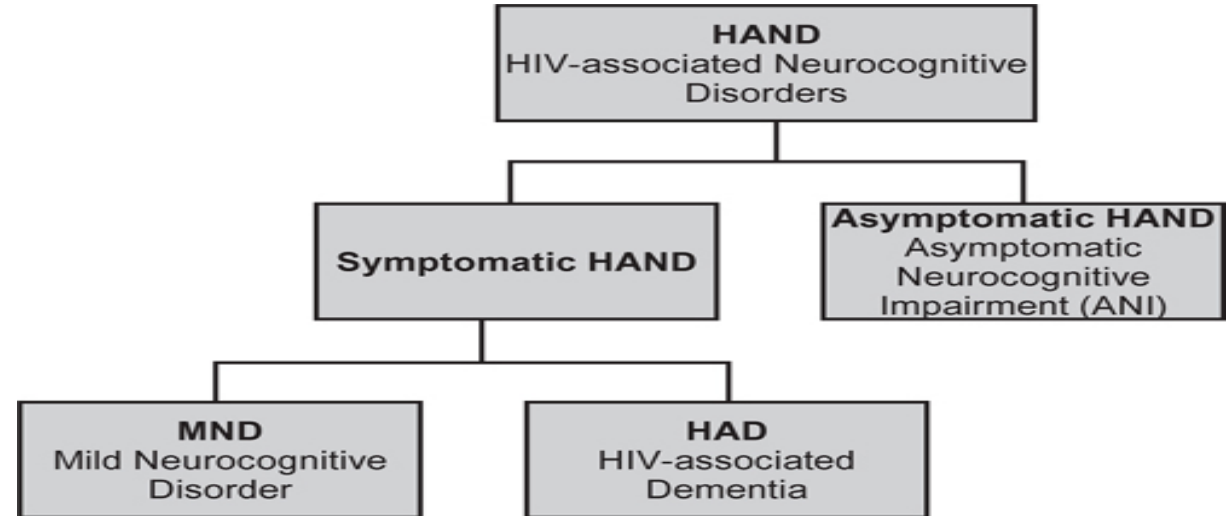 HAND
HIV-associated Neurocognitive
Disorders
Symptomatic HAND
Asymptomatic HAND
Asymptomatic
Neurocognitive
Impairment (ANI)
MND
Mild Neurocognitive
Disorder
HAD
HIV-associated
Dementia